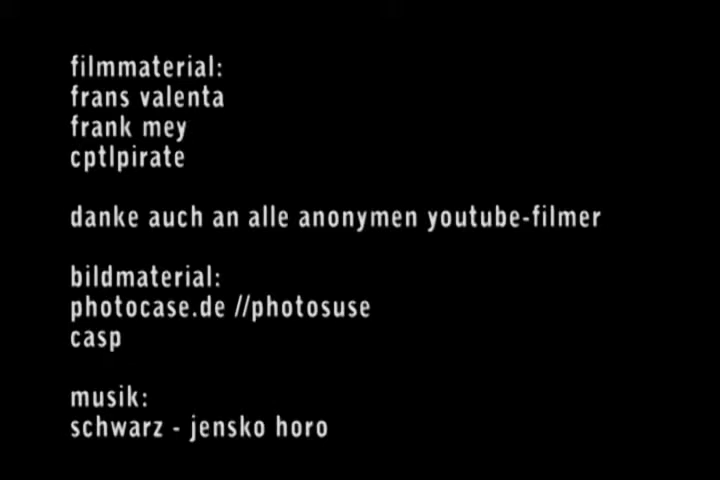 filmmaterial:
frans valenta
frank mey
cptlpirate
danke auch an alle anonymen youtube-filmer
bildmaterial:
photocase.de //photosuse
casp
musik:
schwarz - jensko horo